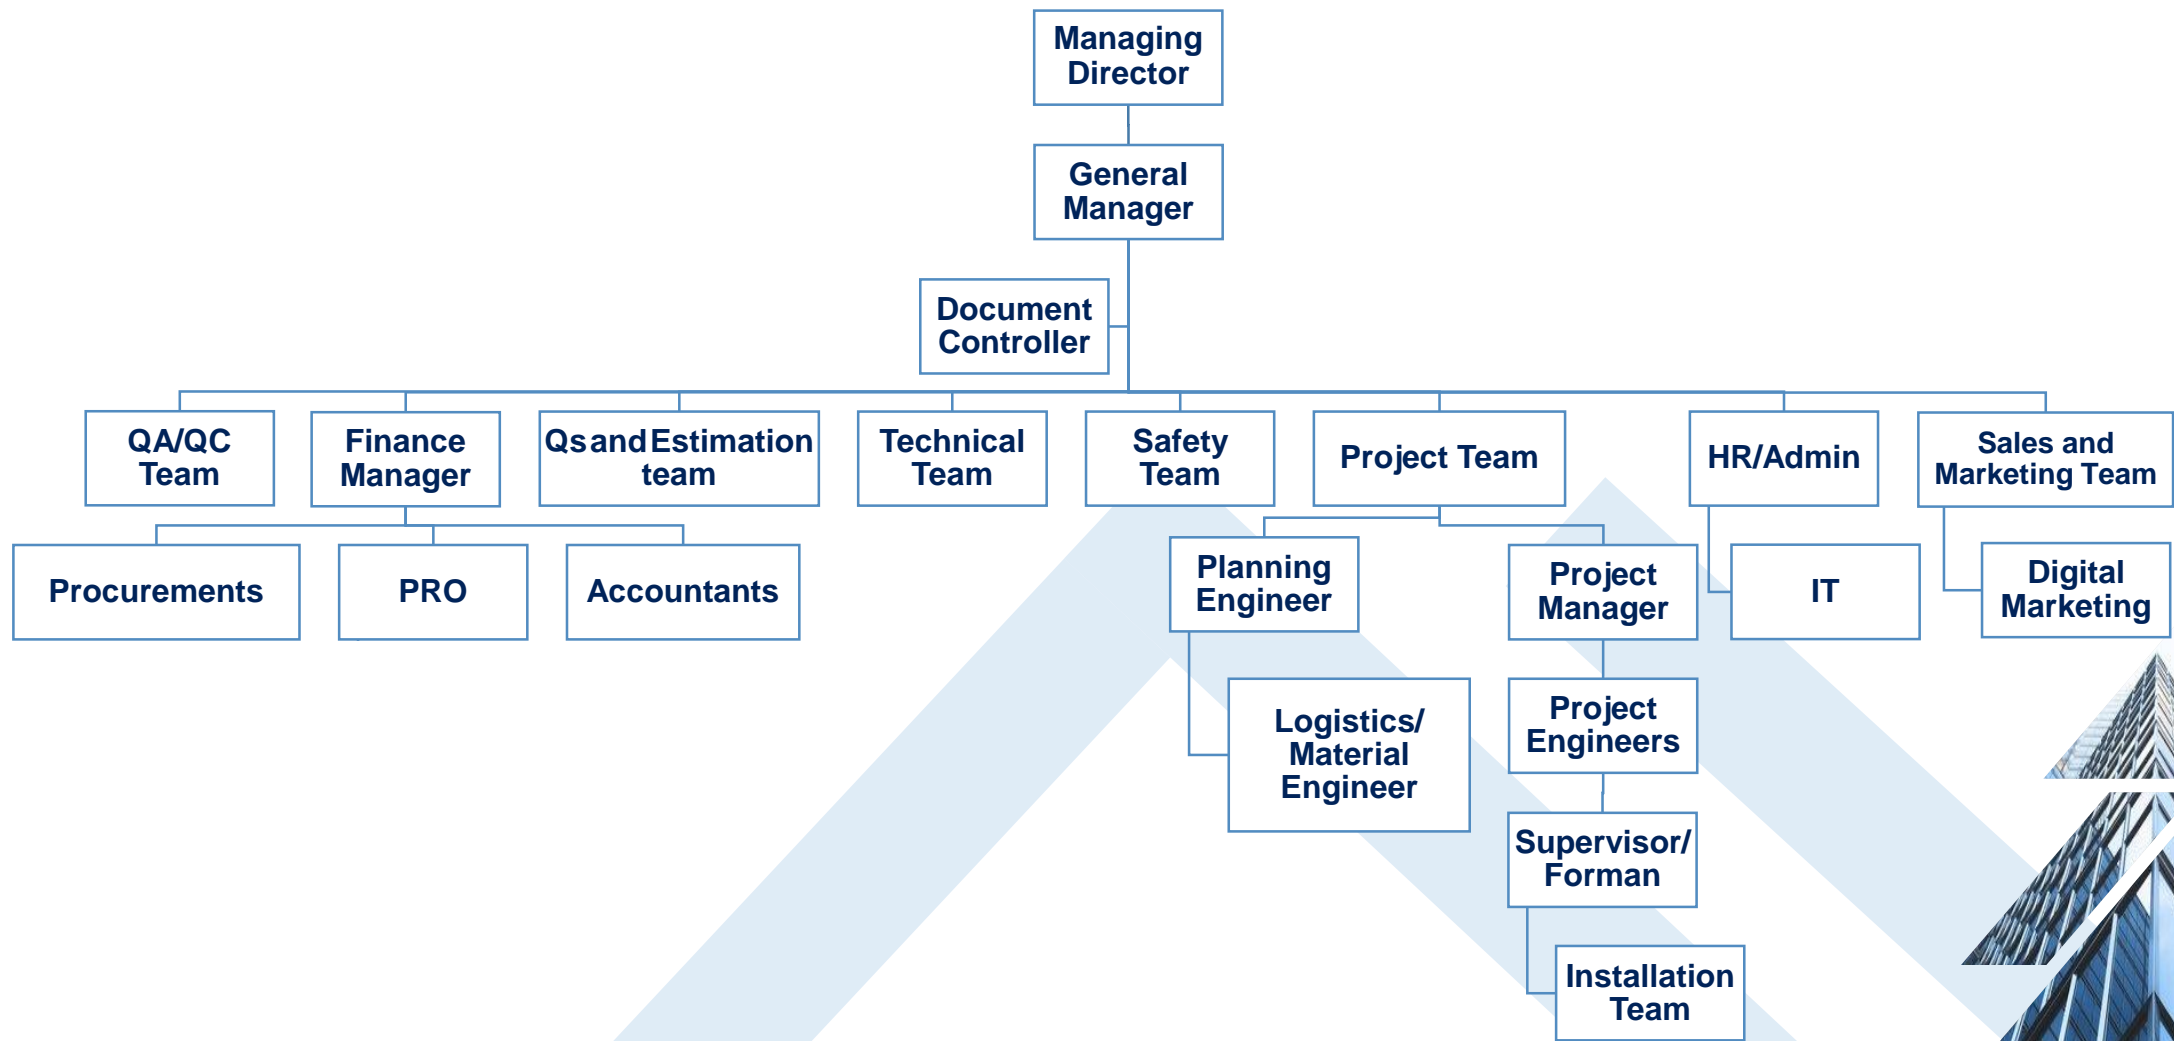 Managing
Director
General
Manager
Document
Controller
QA/QC
Team
Finance
Manager
Qs and Estimation
team
Technical
Team
Safety
Team
Project Team
HR/Admin
Sales and
Marketing Team
Procurements
PRO
Accountants
Planning
Engineer
Project
Manager
IT
Digital
Marketing
Logistics/
Material
Engineer
Project
Engineers
Supervisor/
Forman
Installation
Team